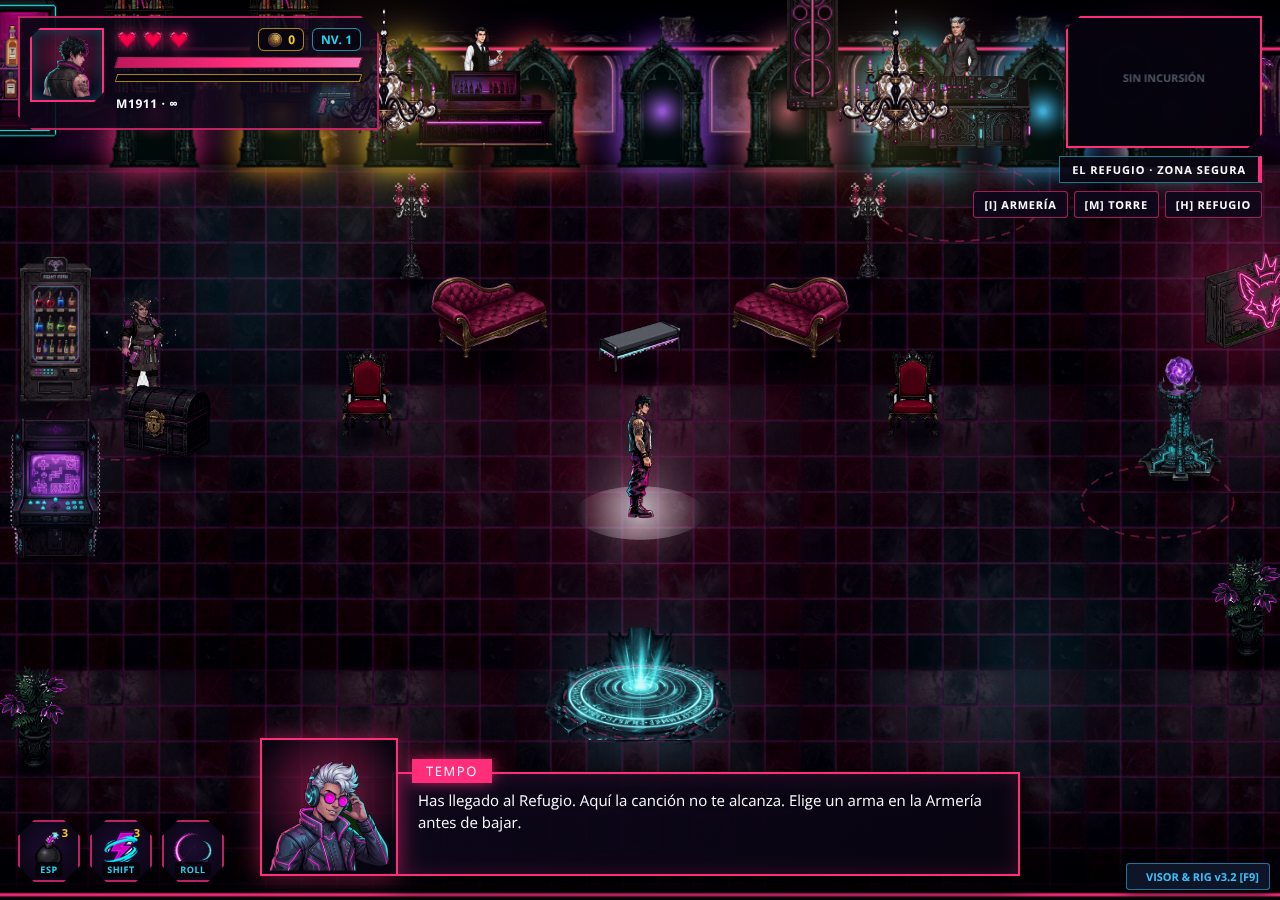 0
NV. 1
M1911 · ∞
SIN INCURSIÓN
EL REFUGIO · ZONA SEGURA
[I] ARMERÍA
[M] TORRE
[H] REFUGIO
TEMPO
Has llegado al Refugio. Aquí la canción no te alcanza. Elige un arma en la Armería
antes de bajar.
3
ESP
3
SHIFT
ROLL
VISOR & RIG v3.2 [F9]